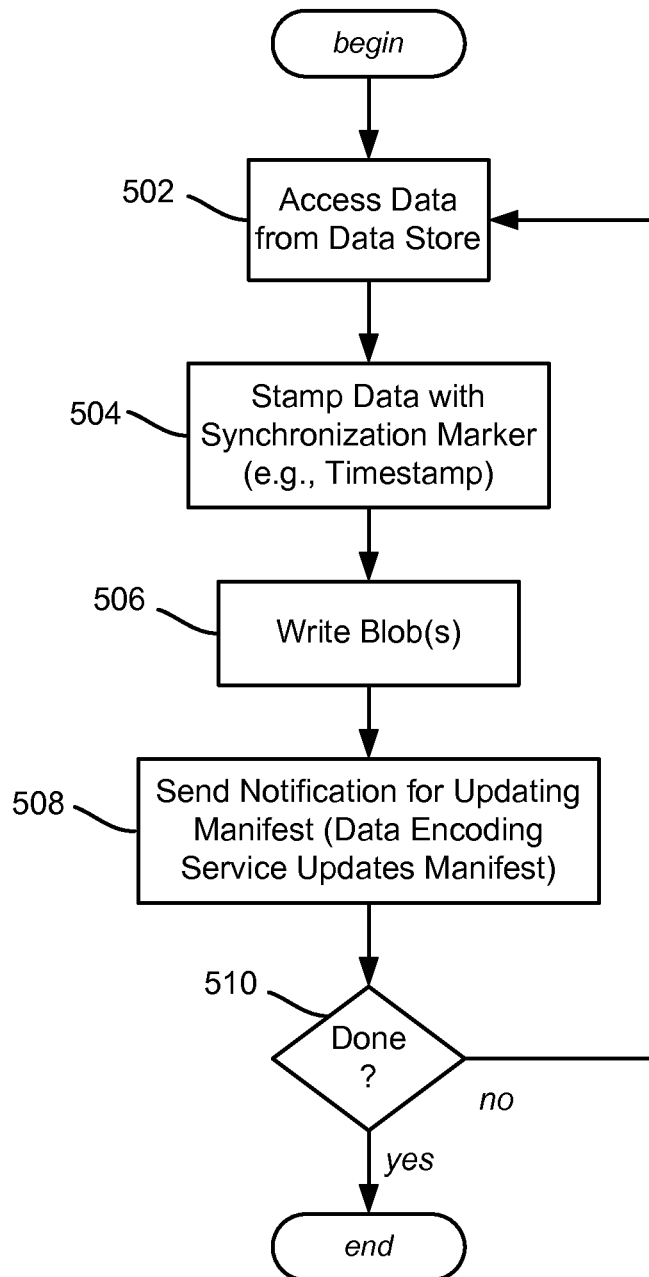 begin
502
Access Data
from Data Store
504
Stamp Data with
Synchronization Marker
(e.g., Timestamp)
506
Write Blob(s)
508
Send Notification for Updating
Manifest (Data Encoding
Service Updates Manifest)
510
Done
?
no
yes
end